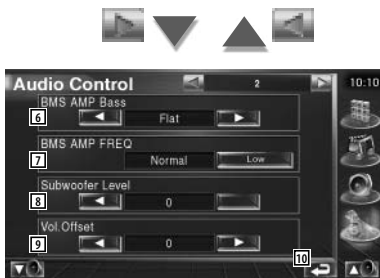 Audio Control 2 10:10
BMS AMP Bass
6 Flat
BMS AMP FREQ
7 Normal Low
Subwoofer Level
8 0
Vol.Offset
9 0
10